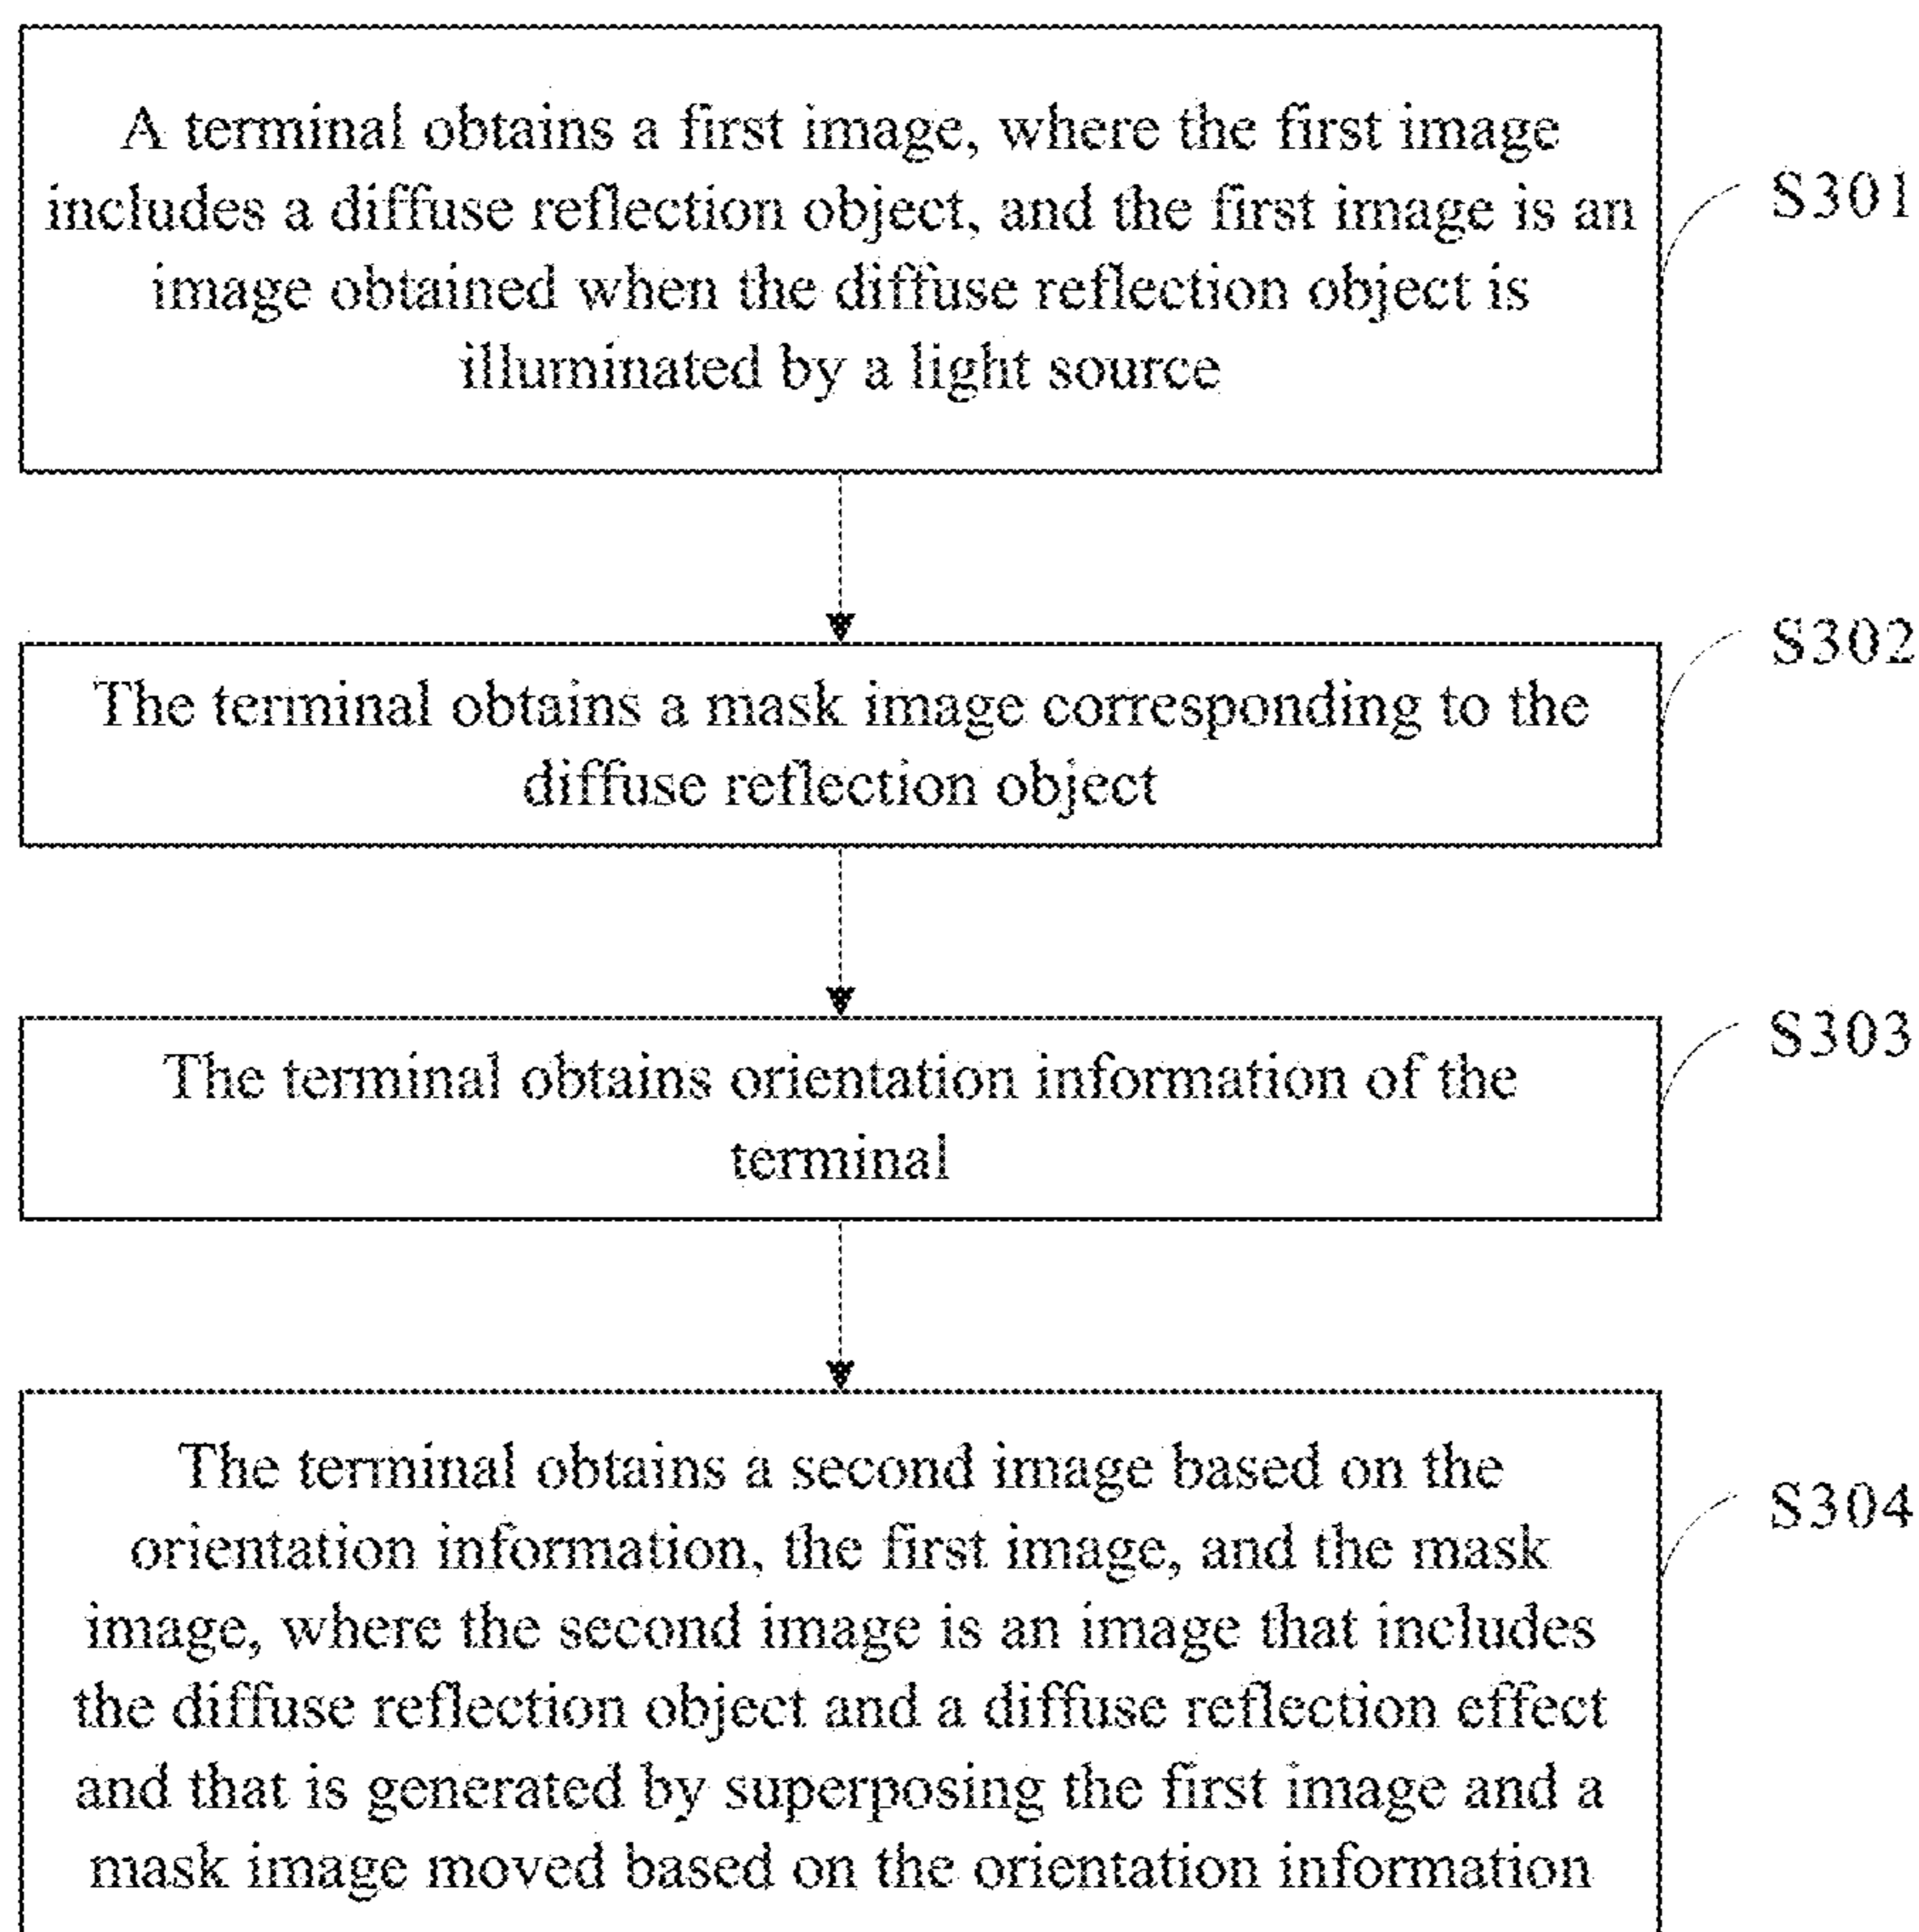 A terminal obtains a first image, where the first image
includes a diffuse reflection object, and the first image is an
image obtained when the diffuse reflection object is
illuminated by a light source
S301
The terminal obtains a mask image corresponding to the
diffuse reflection object
S302
The terminal obtains orientation information of the
terminal
S303
The terminal obtains a second image based on the
orientation information, the first image, and the mask
image, where the second image is an image that includes
the diffuse reflection object and a diffuse reflection effect
and that is generated by superposing the first image and a
mask image moved based on the orientation information
S304